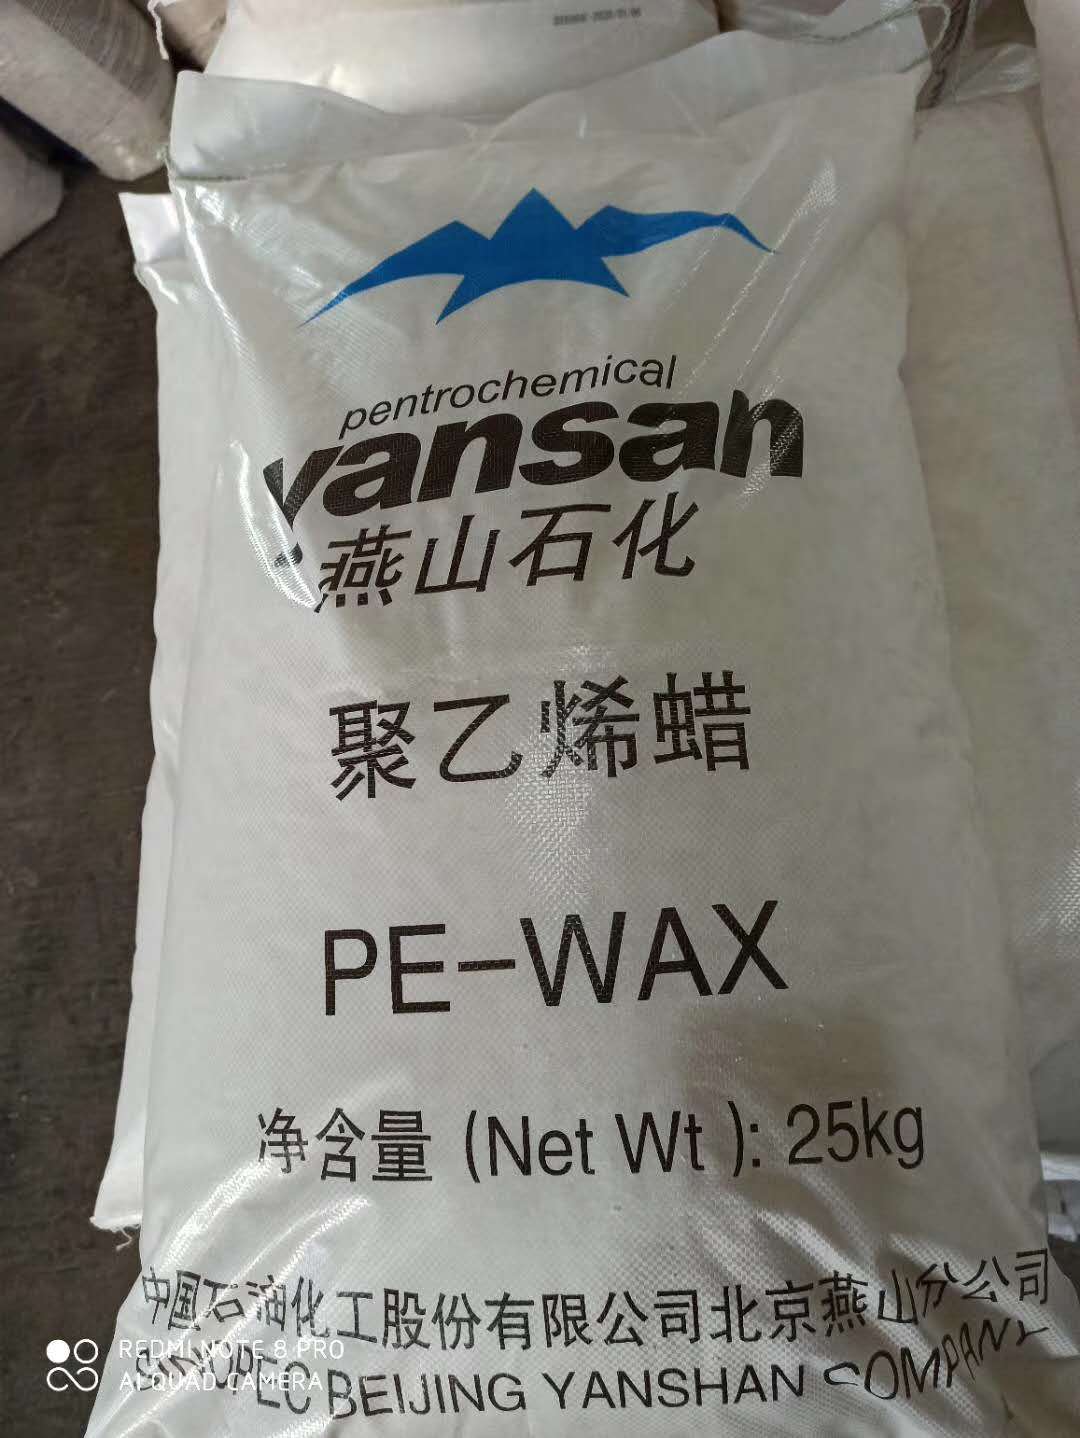 pentrochemical
yansan
燕山石化
聚乙烯蜡
PE-WAX
净含量 (Net Wt ): 25kg
中国石油化工股份有限公司北京燕山分公司
SINOPEC BEIJING YANSHAN COMPANY
REDMI NOTE 8 PRO
AI QUAD CAMERA